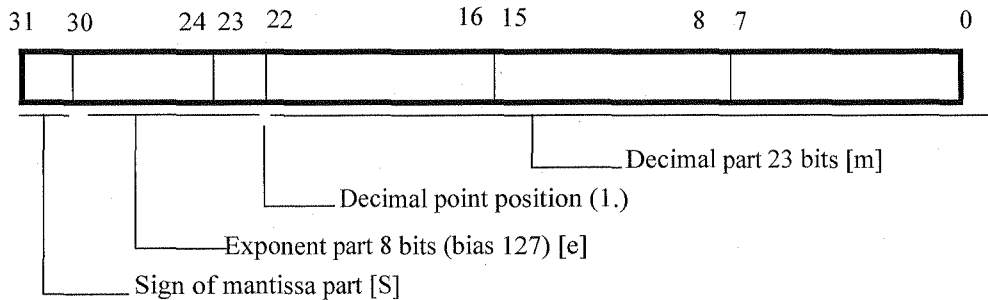 31 30 24 23 22 16 15 8 7 0
Decimal part 23 bits [m]
Decimal point position (1.)
Exponent part 8 bits (bias 127) [e]
Sign of mantissa part [S]